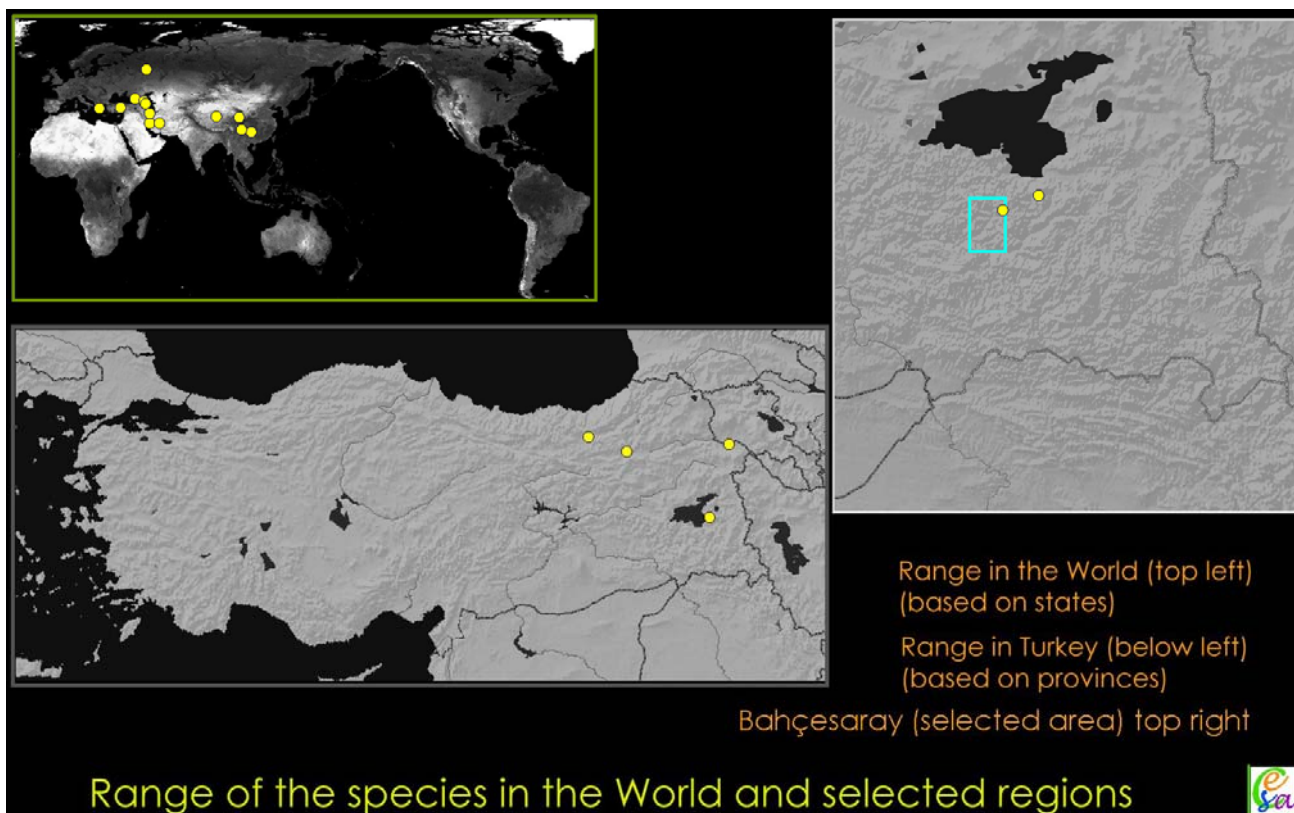 Range in the World (top left)
(based on states)
Range in Turkey (below left)
(based on provinces)
Bahçesaray (selected area) top right
Range of the species in the World and selected regions
esa